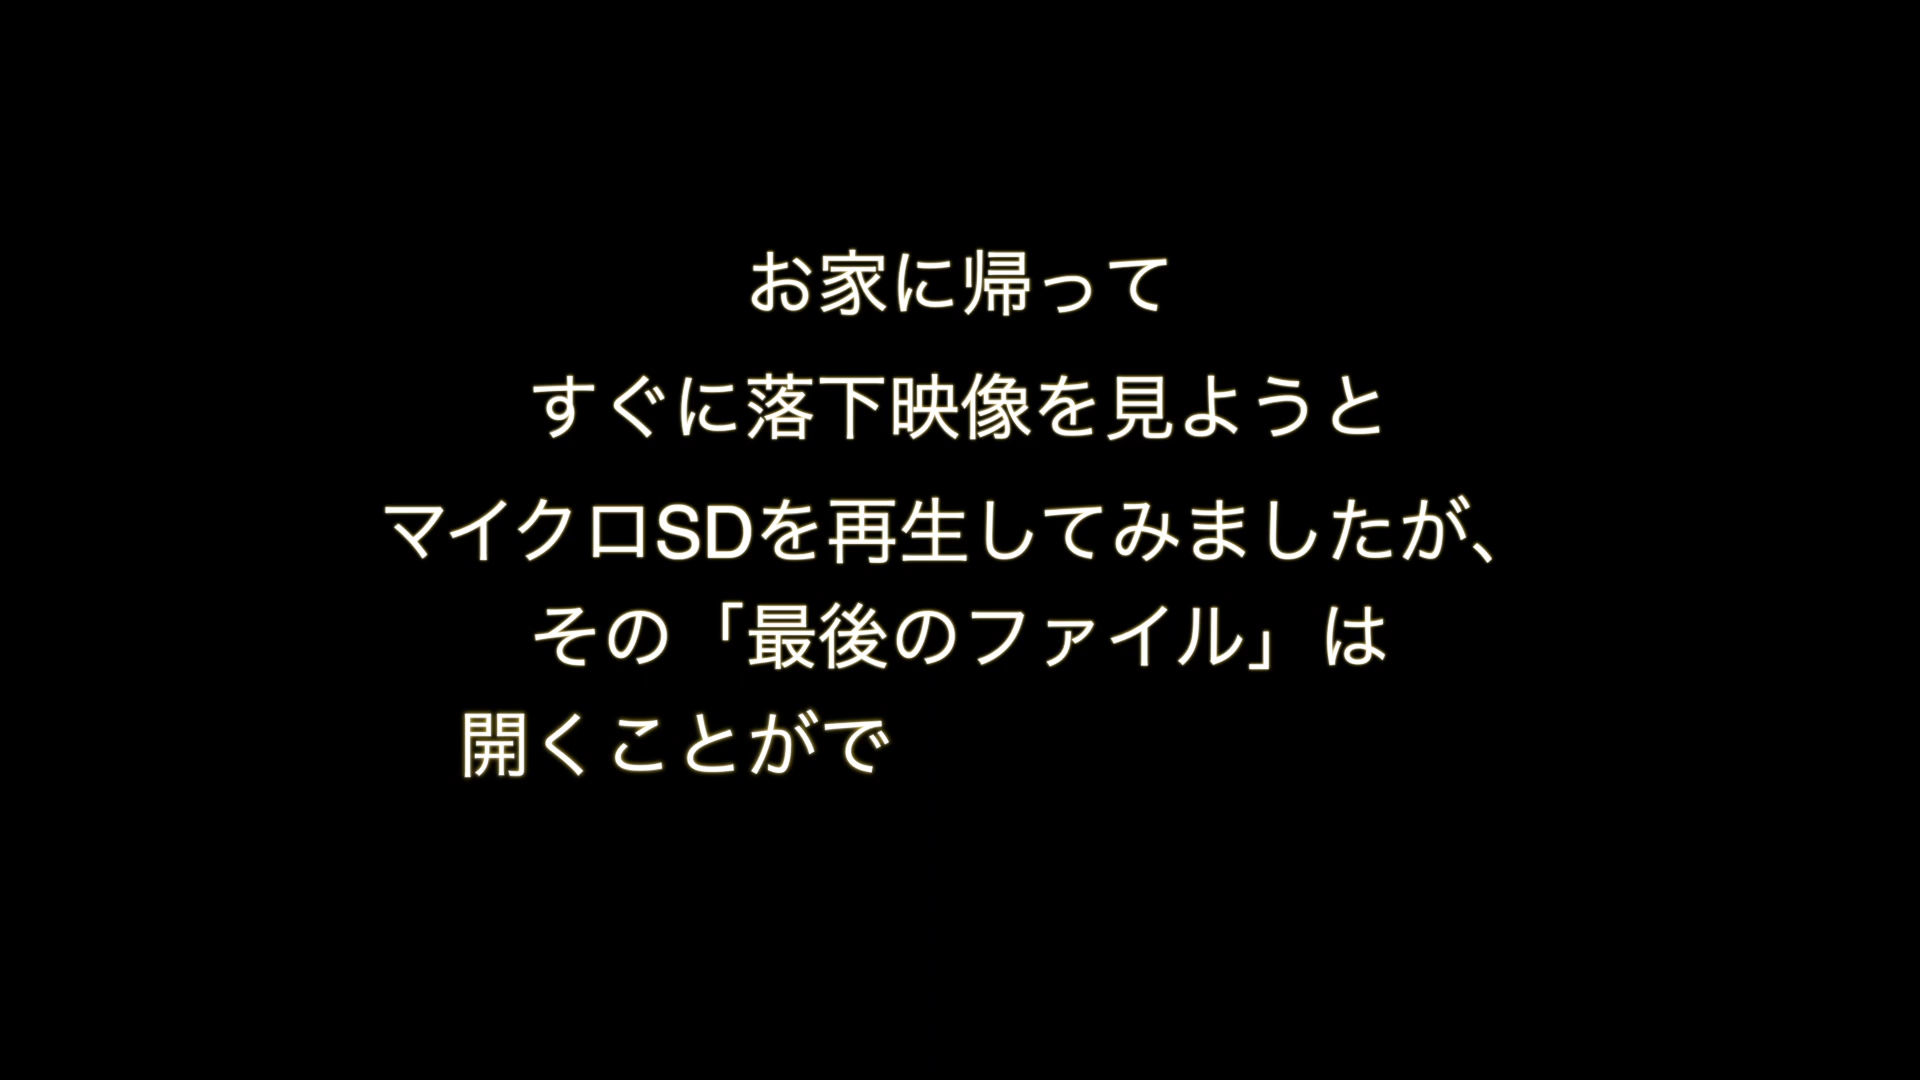 お家に帰って
すぐに落下映像を見ようと
マイクロSDを再生してみましたが、
その「最後のファイル」は
開くことがで